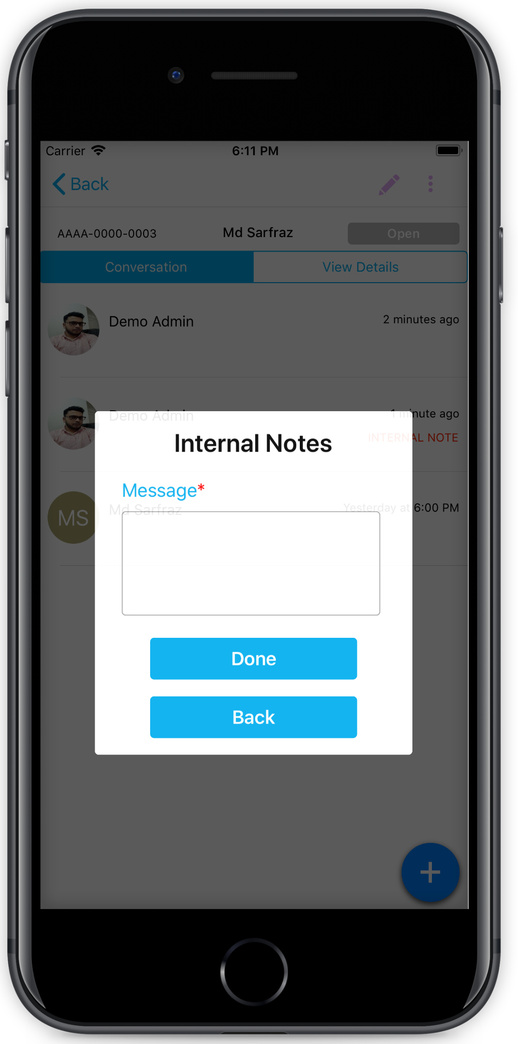 Carrier 6:11 PM
Back
AAAA-0000-0003 Md Sarfraz Open
Conversation View Details
Demo Admin 2 minutes ago
Demo Admin 1 minute ago
INTERNAL NOTE
Internal Notes
Message*
MS Md Sarfraz Yesterday at 6:00 PM
Done
Back